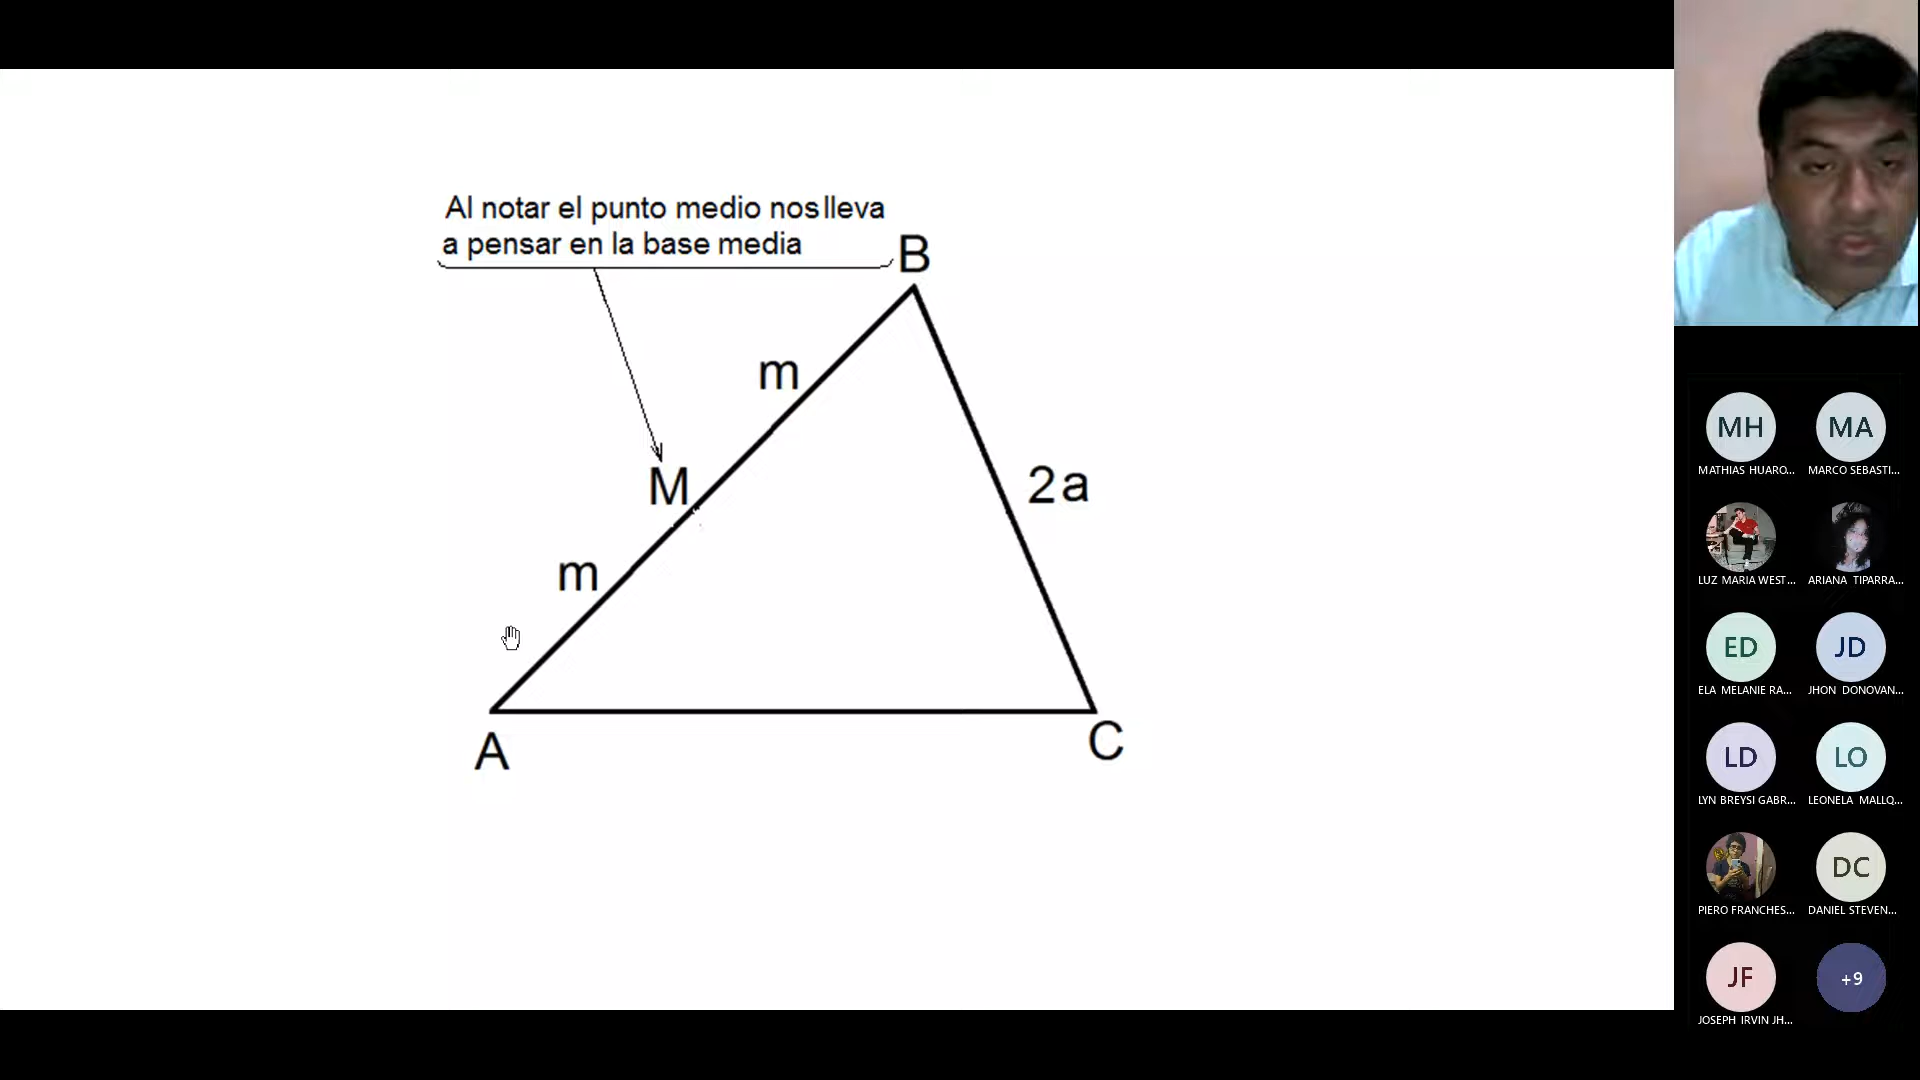 Al notar el punto medio nos lleva
a pensar en la base media
B
m
M
2a
m
A
C
MH
MA
MATHIAS HUARO...
MARCO SEBASTI...
LUZ MARIA WEST...
ARIANA TIPARRA...
ED
JD
ELA MELANIE RA...
JHON DONOVAN...
LD
LO
LYN BREYSI GABR...
LEONELA MALLQ...
DC
PIERO FRANCHES...
DANIEL STEVEN...
JF
+9
JOSEPH IRVIN JH...